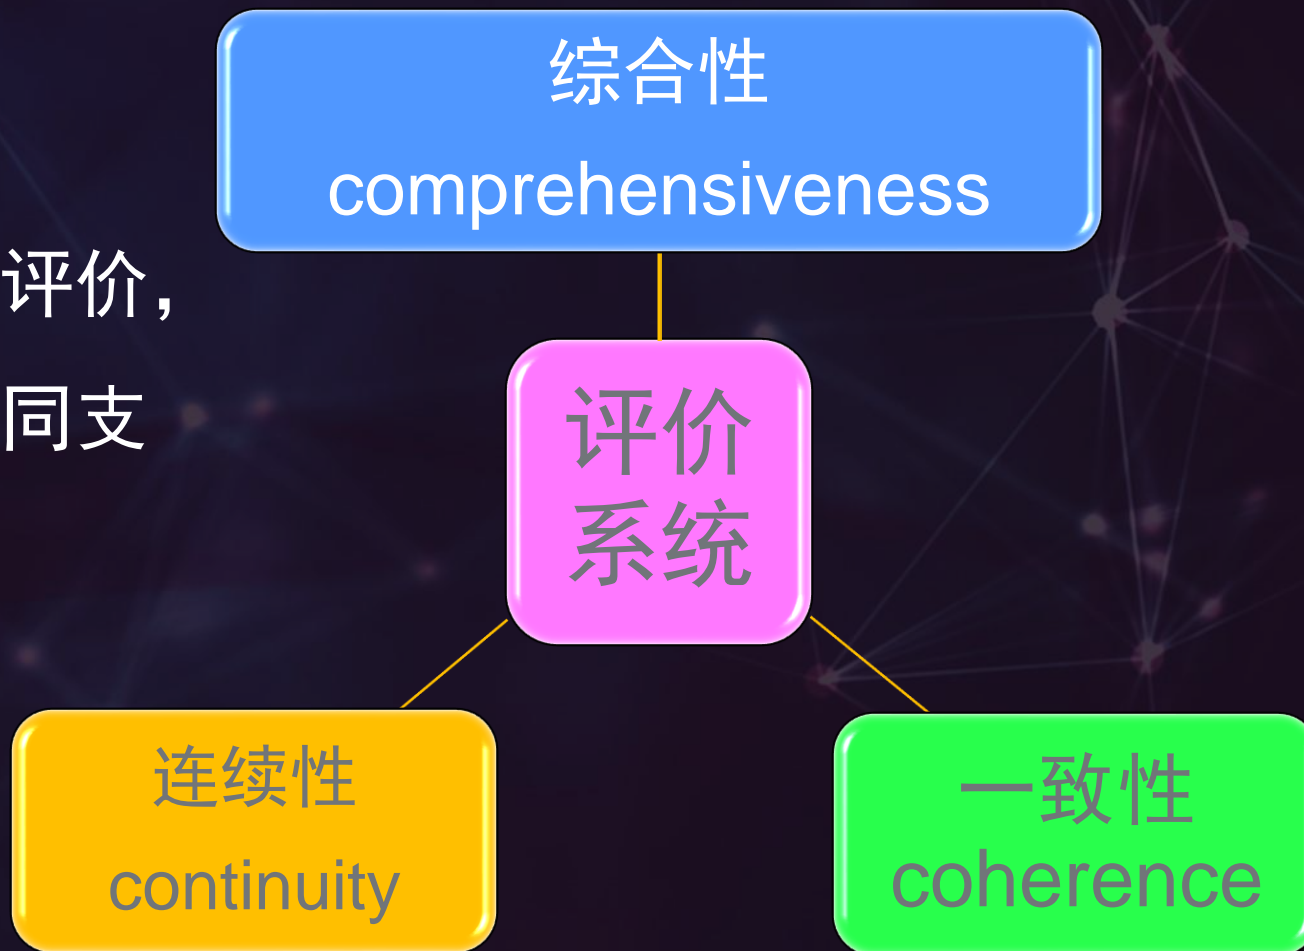 综合性
comprehensiveness
评价，
同支
评价
系统
连续性
continuity
一致性
coherence